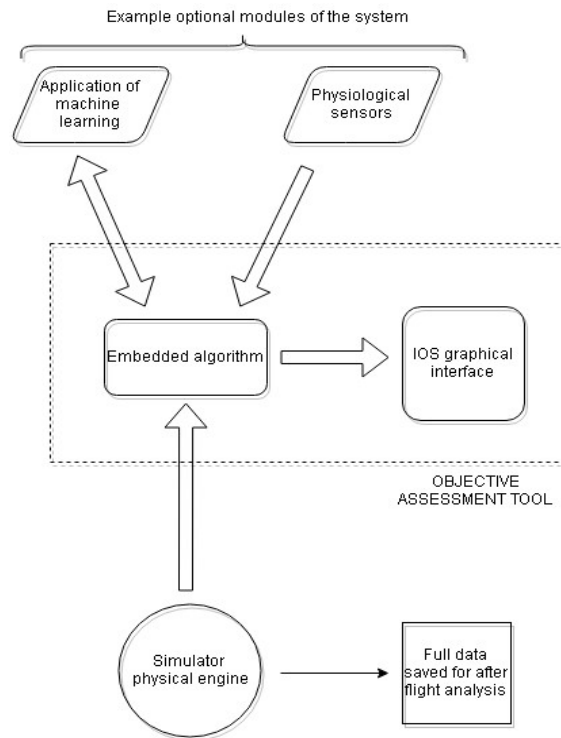 Example optional modules of the system
Application of
machine
learning
Physiological
sensors
Embedded algorithm
IOS graphical
interface
OBJECTIVE
ASSESSMENT TOOL
Simulator
physical engine
Full data
saved for after
flight analysis